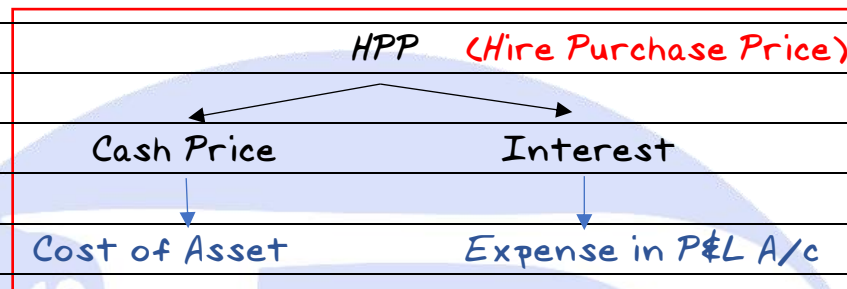 HPP (Hire Purchase Price)
Cash Price Interest
Cost of Asset Expense in P&L A/c